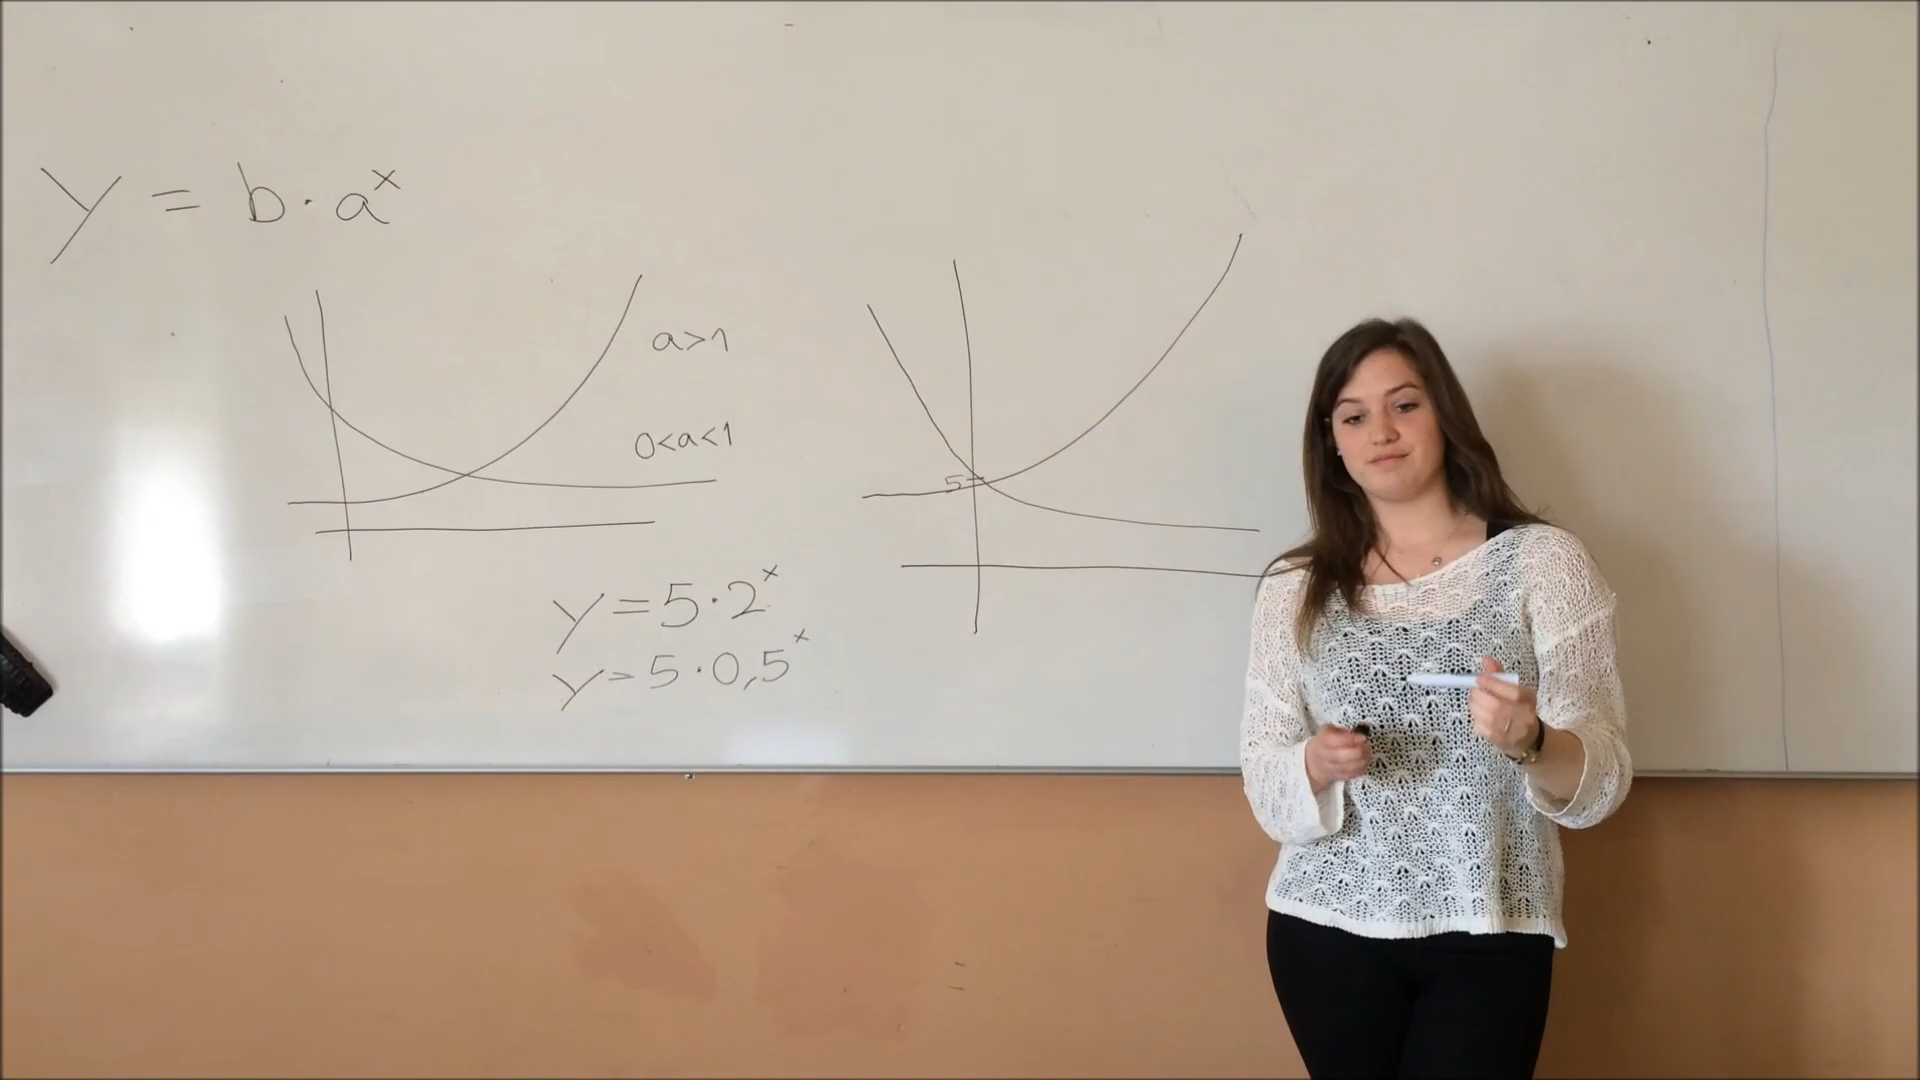 y = b · a^x
a>1
0<a<1
5
y = 5 · 2^x
y = 5 · 0,5^x